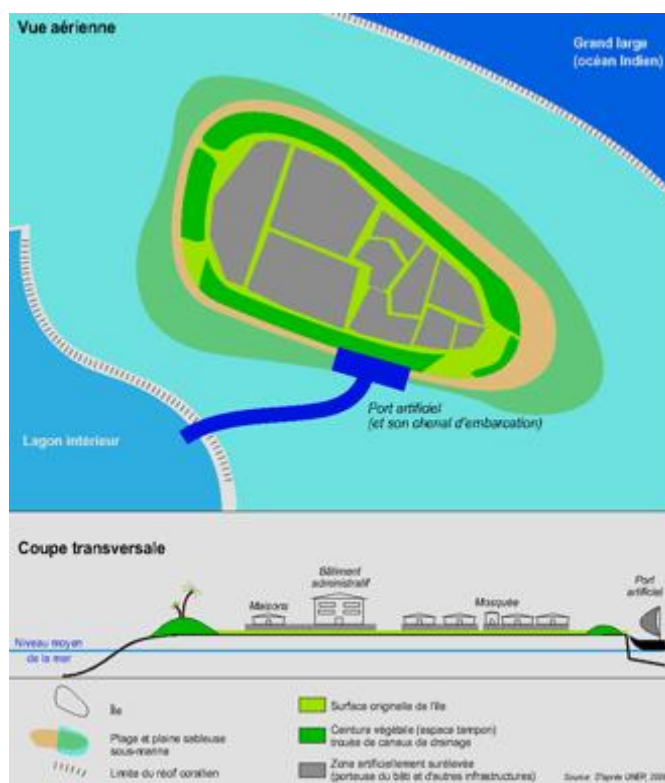 Vue aérienne
Grand large
(océan Indien)
Port artificiel
(et son chenal d'embarcation)
Lagon intérieur
Coupe transversale
Bâtiment
administratif
Maisons
Mosquée
Port
artificiel
Niveau moyen
de la mer
Île
Plage et plaine sableuse
sous-marine
Limite du récif corallien
Surface originelle de l'île
Ceinture végétale (espace tampon)
trouée de canaux de drainage
Zone artificiellement surélevée
(porteuse du bâti et d'autres infrastructures)
Source: D'après UNEP,